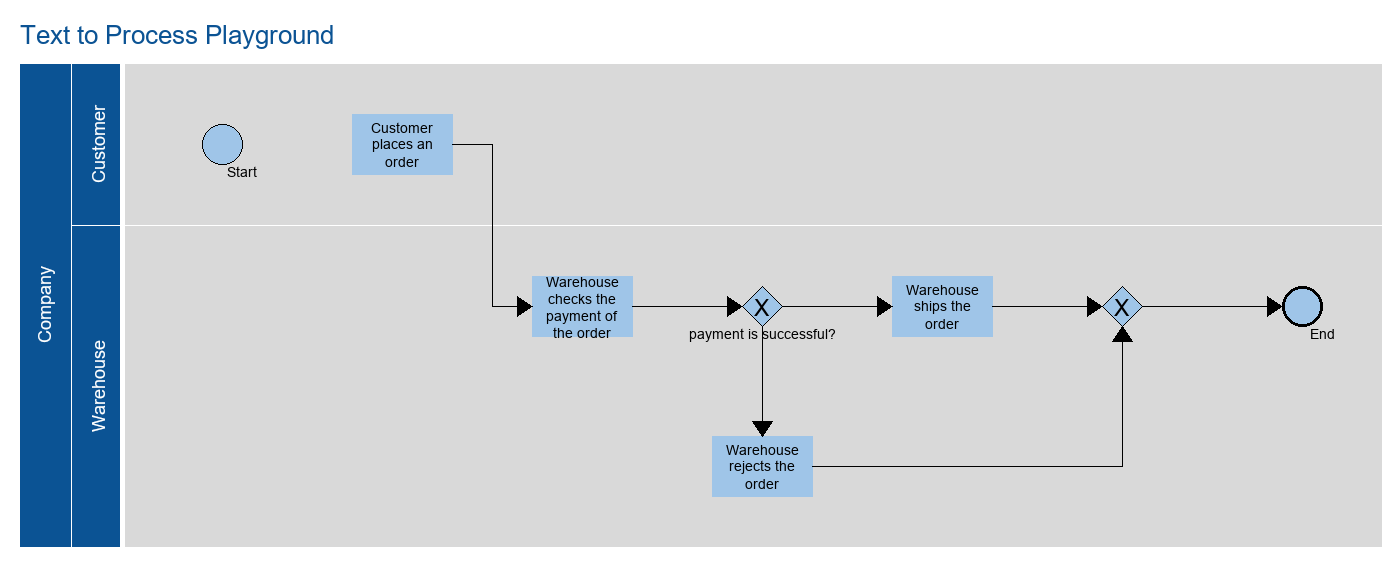 Text to Process Playground
Company
Customer
Start
Customer
places an
order
Warehouse
Warehouse
checks the
payment of
the order
X
payment is successful?
Warehouse
ships the
order
X
End
Warehouse
rejects the
order